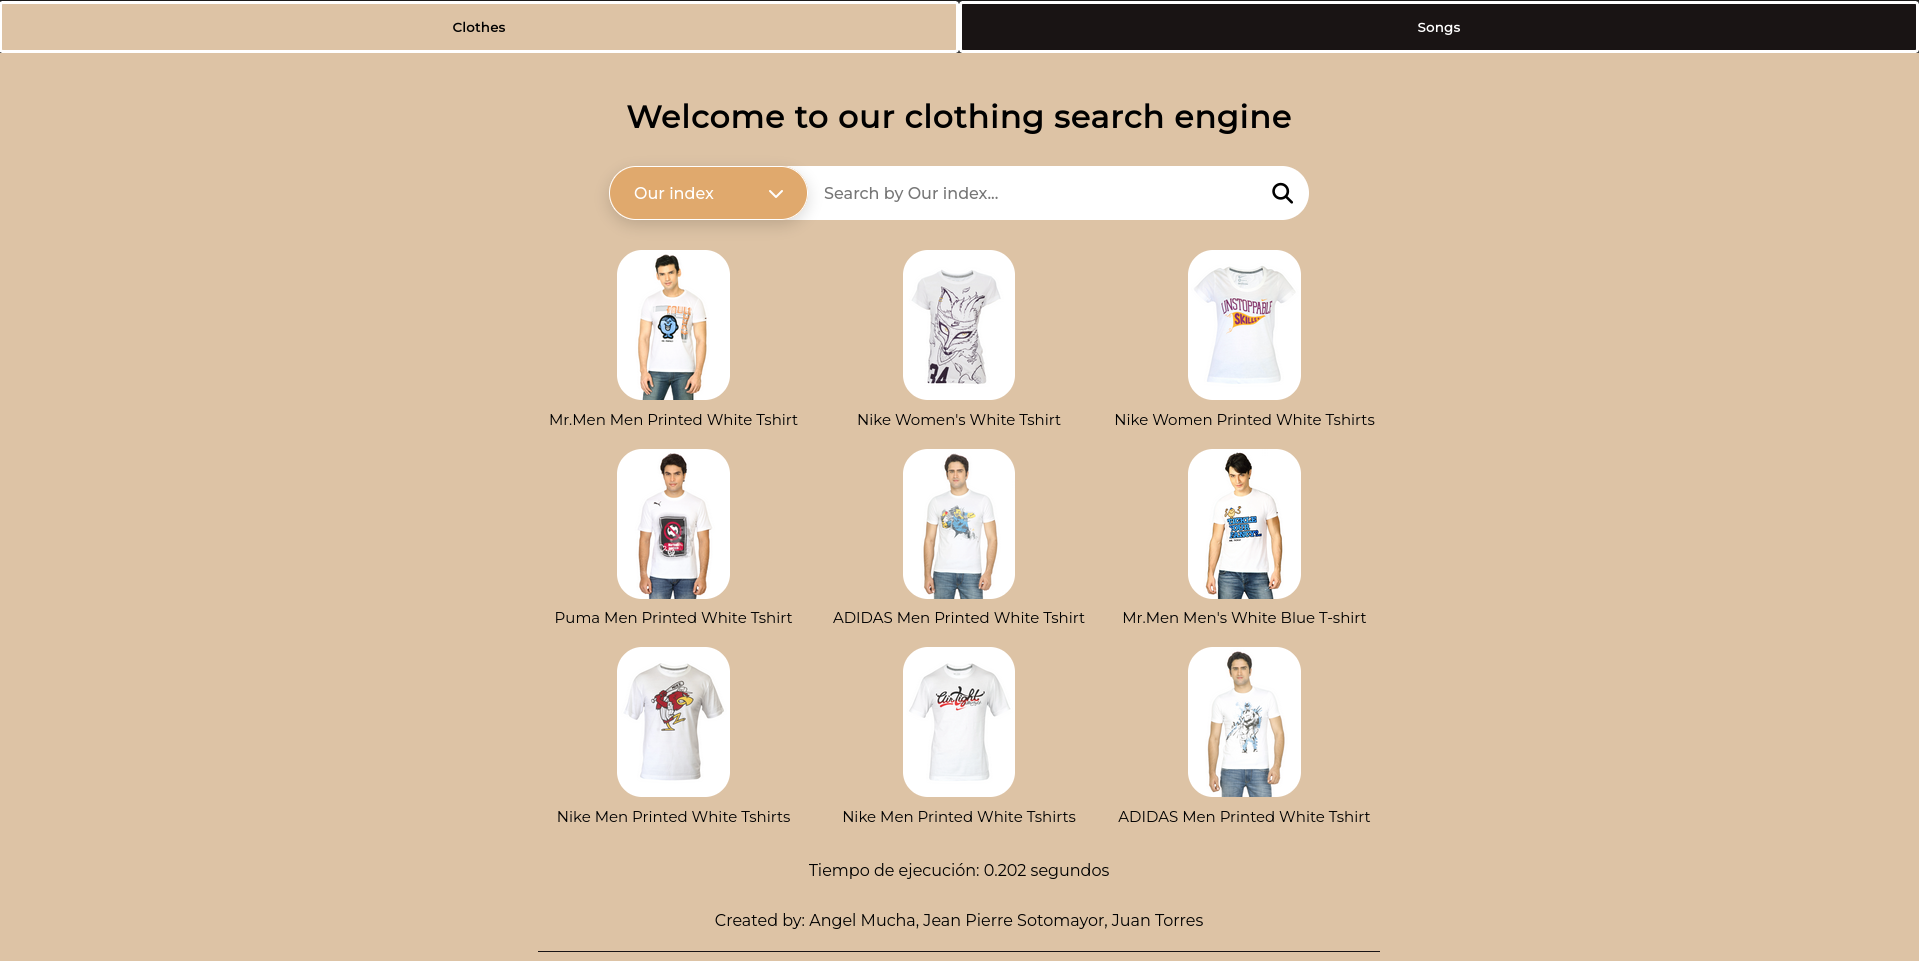 Clothes
Songs
Welcome to our clothing search engine
Our index
Search by Our index...
UNSTOPPABLE
34
Mr.Men Men Printed White Tshirt
Nike Women's White Tshirt
Nike Women Printed White Tshirts
Puma Men Printed White Tshirt
ADIDAS Men Printed White Tshirt
Mr.Men Men's White Blue T-shirt
Air Tight
Nike Men Printed White Tshirts
Nike Men Printed White Tshirts
ADIDAS Men Printed White Tshirt
Tiempo de ejecución: 0.202 segundos
Created by: Angel Mucha, Jean Pierre Sotomayor, Juan Torres